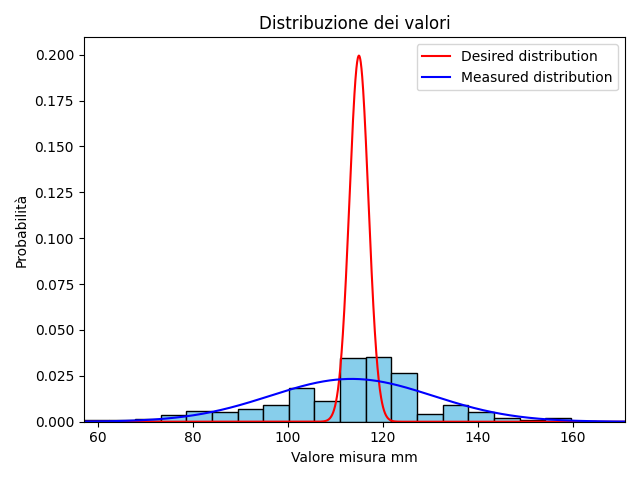 Distribuzione dei valori
Desired distribution
Measured distribution
Probabilità
0.200
0.175
0.150
0.125
0.100
0.075
0.050
0.025
0.000
60 80 100 120 140 160
Valore misura mm